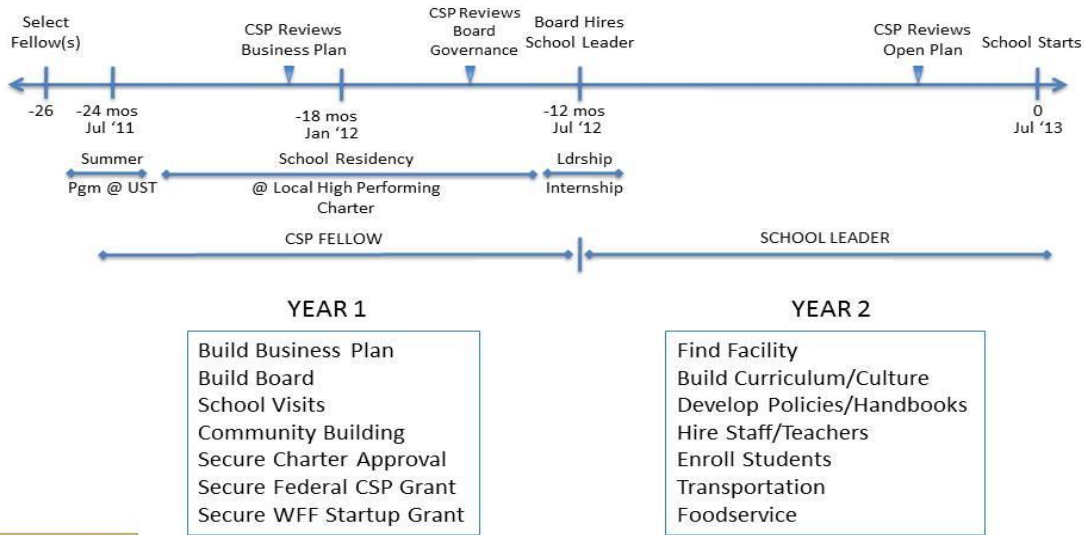 Select
Fellow(s)
CSP Reviews
Business Plan
CSP Reviews
Board
Governance
Board Hires
School Leader
CSP Reviews
Open Plan
School Starts
-26
-24 mos
Jul '11
-18 mos
Jan '12
-12 mos
Jul '12
0
Jul '13
Summer
Pgm @ UST
School Residency
@ Local High Performing
Charter
Ldrship
Internship
CSP FELLOW
SCHOOL LEADER
YEAR 1
Build Business Plan
Build Board
School Visits
Community Building
Secure Charter Approval
Secure Federal CSP Grant
Secure WFF Startup Grant
YEAR 2
Find Facility
Build Curriculum/Culture
Develop Policies/Handbooks
Hire Staff/Teachers
Enroll Students
Transportation
Foodservice